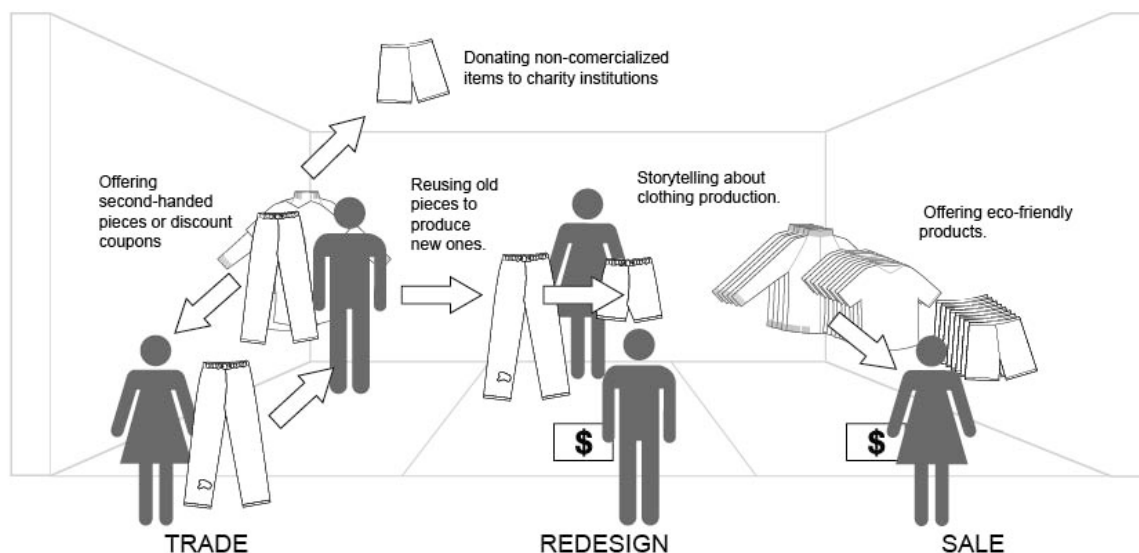 Donating non-comercialized
items to charity institutions
Offering
second-handed
pieces or discount
coupons
Reusing old
pieces to
produce
new ones.
Storytelling about
clothing production.
Offering eco-friendly
products.
$
$
TRADE
REDESIGN
SALE